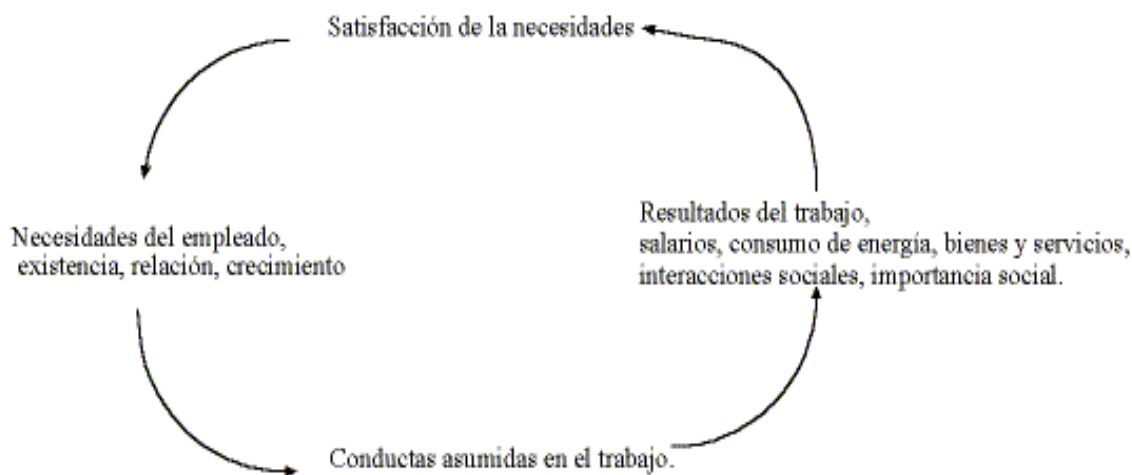 Satisfacción de la necesidades
Necesidades del empleado,
existencia, relación, crecimiento
Resultados del trabajo,
salarios, consumo de energía, bienes y servicios,
interacciones sociales, importancia social.
Conductas asumidas en el trabajo.